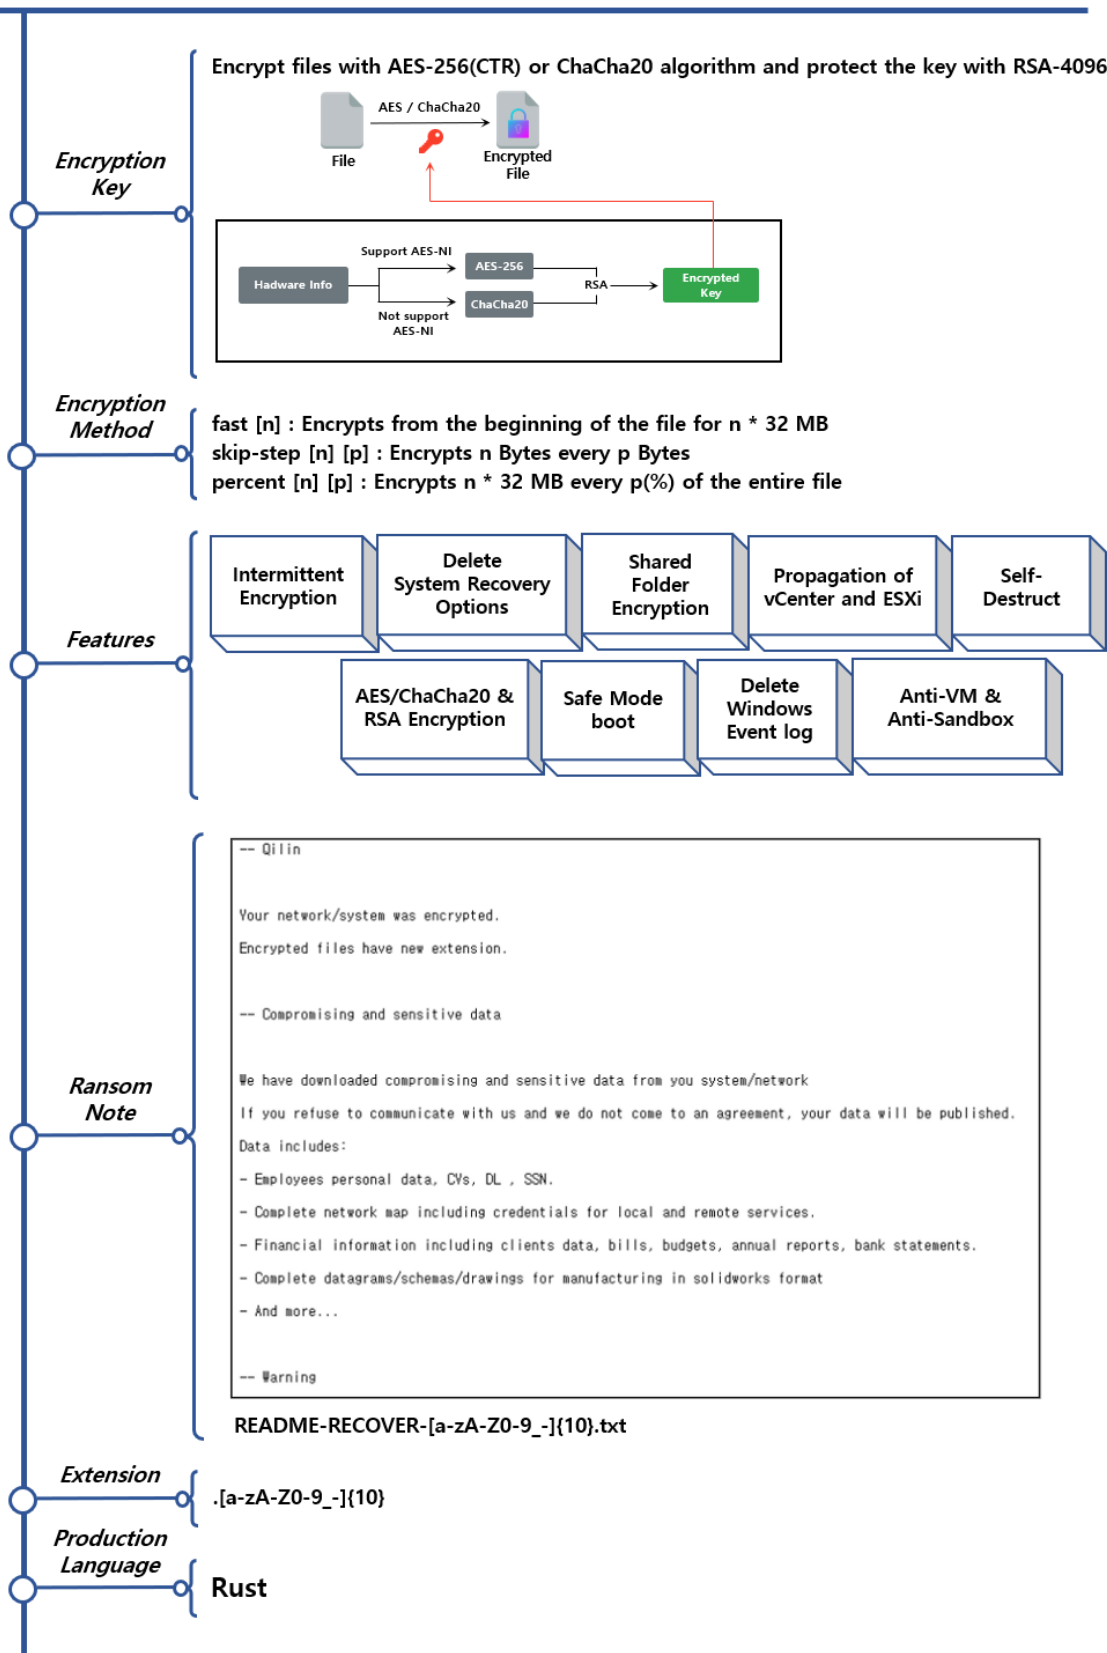 Encrypt files with AES-256(CTR) or ChaCha20 algorithm and protect the key with RSA-4096
AES / ChaCha20
File
Encrypted
File
Encryption
Key
Support AES-NI
AES-256
Hadware Info
RSA
Encrypted
Key
ChaCha20
Not support
AES-NI
Encryption
Method
fast [n] : Encrypts from the beginning of the file for n * 32 MB
skip-step [n] [p] : Encrypts n Bytes every p Bytes
percent [n] [p] : Encrypts n * 32 MB every p(%) of the entire file
Features
Intermittent
Encryption
Delete
System Recovery
Options
Shared
Folder
Encryption
Propagation of
vCenter and ESXi
Self-
Destruct
AES/ChaCha20 &
RSA Encryption
Safe Mode
boot
Delete
Windows
Event log
Anti-VM &
Anti-Sandbox
Ransom
Note
-- Qilin
Your network/system was encrypted.
Encrypted files have new extension.
-- Compromising and sensitive data
We have downloaded compromising and sensitive data from you system/network
If you refuse to communicate with us and we do not come to an agreement, your data will be published.
Data includes:
- Employees personal data, CVs, DL , SSN.
- Complete network map including credentials for local and remote services.
- Financial information including clients data, bills, budgets, annual reports, bank statements.
- Complete datagrams/schemas/drawings for manufacturing in solidworks format
- And more...
-- Warning
README-RECOVER-[a-zA-Z0-9_-]{10}.txt
Extension
.[a-zA-Z0-9_-]{10}
Production
Language
Rust